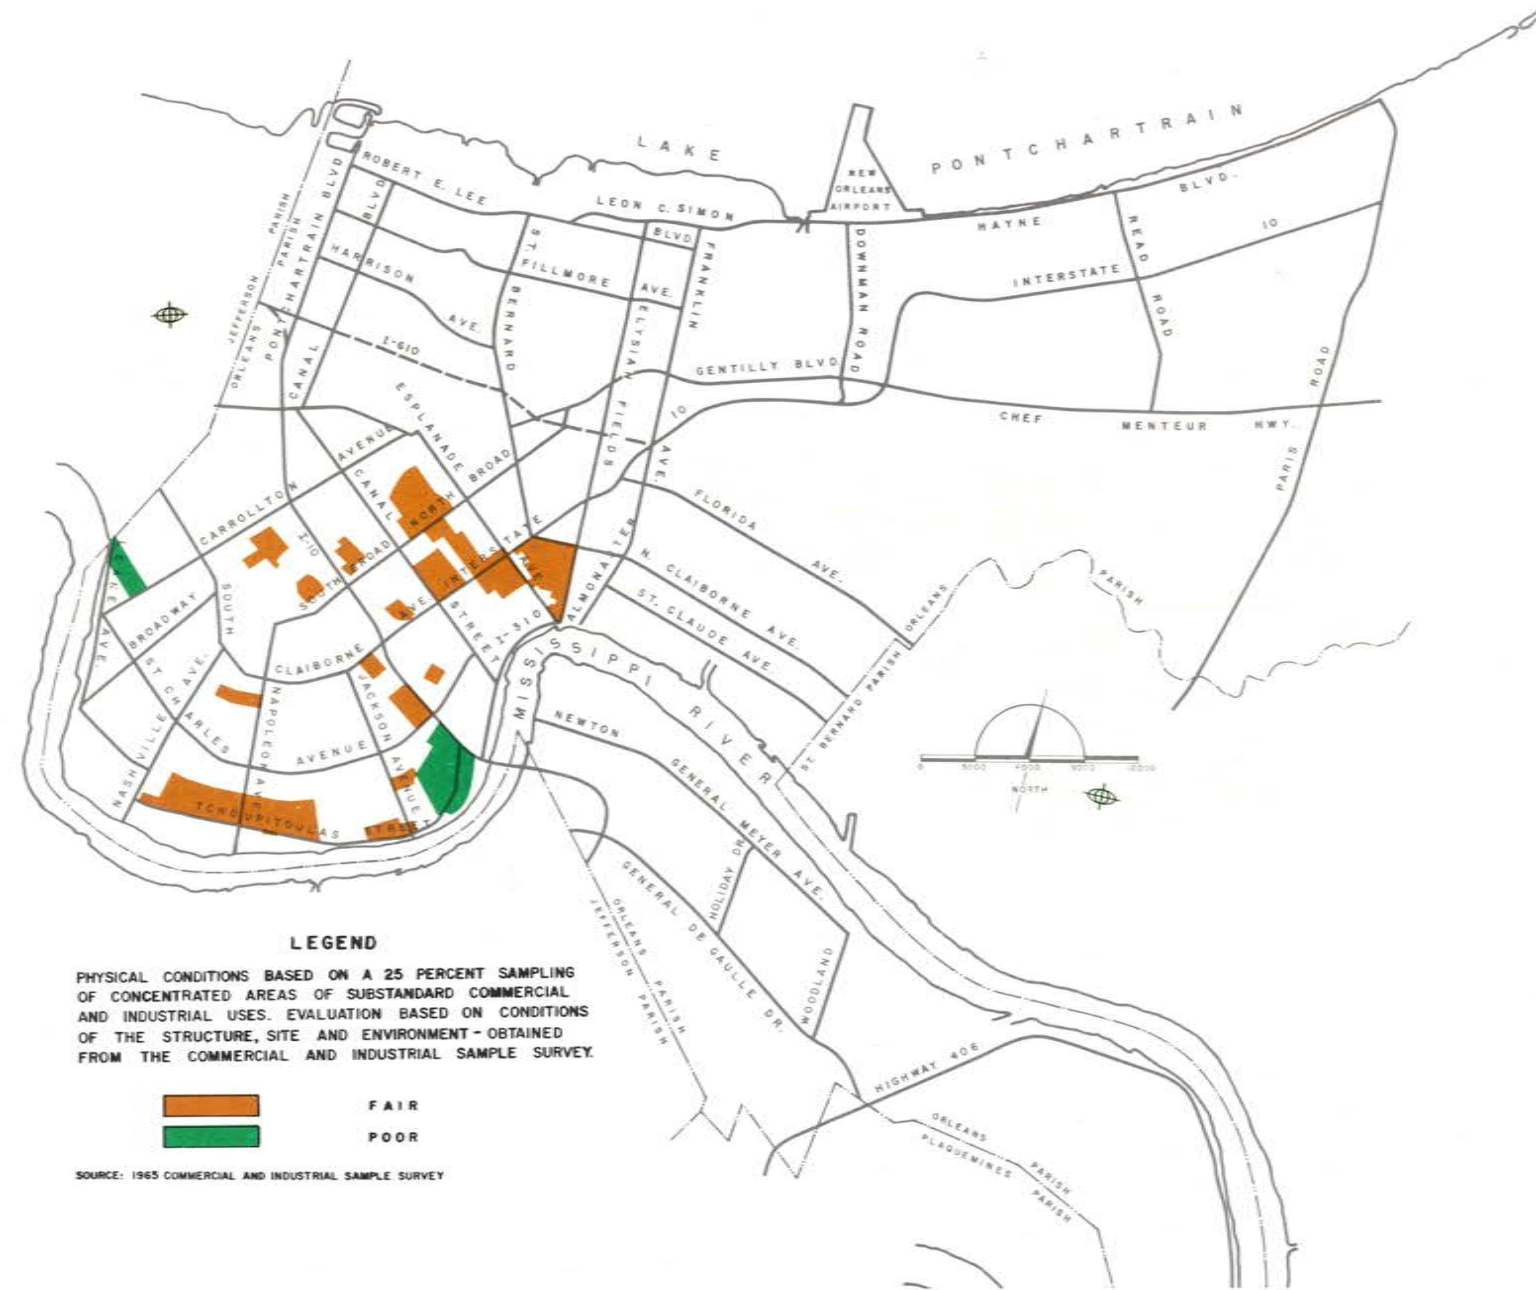 LAKE
PONTCHARTRAIN
NEW
ORLEANS
AIRPORT
ROBERT E. LEE
LEON C. SIMON
BLVD
HAYNE
BLVD.
PONTCHARTRAIN BLVD
BLVD
CANAL
HARRISON
AVE.
ST. BERNARD
FILLMORE AVE.
FRANKLIN
AVE.
ELYSIAN FIELDS
DOWNMAN ROAD
READ ROAD
INTERSTATE
10
JEFFERSON PARISH
ORLEANS PARISH
I-610
GENTILLY BLVD.
10
CHEF MENTEUR HWY.
PARIS ROAD
ESPLANADE
AVENUE
CARROLLTON
CANAL
STREET
NORTH BROAD
SOUTH BROAD
I-10
INTERSTATE
AVE.
AVE.
I-310
ALMONASTER
FLORIDA AVE.
N. CLAIBORNE AVE.
ST. CLAUDE AVE.
ORLEANS PARISH
ST. BERNARD PARISH
AVE.
BROADWAY
SOUTH
CLAIBORNE
ST CHARLES AVENUE
NASHVILLE AVE.
NAPOLEON AVE
JACKSON AVENUE
TCHOUPITOULAS STREET
MISSISSIPPI RIVER
NEWTON
GENERAL MEYER AVE.
HOLIDAY DR.
GENERAL DE GAULLE DR.
WOODLAND
ORLEANS PARISH
JEFFERSON PARISH
HIGHWAY 406
ORLEANS PARISH
PLAQUEMINES PARISH
NORTH
LEGEND
PHYSICAL CONDITIONS BASED ON A 25 PERCENT SAMPLING
OF CONCENTRATED AREAS OF SUBSTANDARD COMMERCIAL
AND INDUSTRIAL USES. EVALUATION BASED ON CONDITIONS
OF THE STRUCTURE, SITE AND ENVIRONMENT - OBTAINED
FROM THE COMMERCIAL AND INDUSTRIAL SAMPLE SURVEY.
FAIR
POOR
SOURCE: 1965 COMMERCIAL AND INDUSTRIAL SAMPLE SURVEY